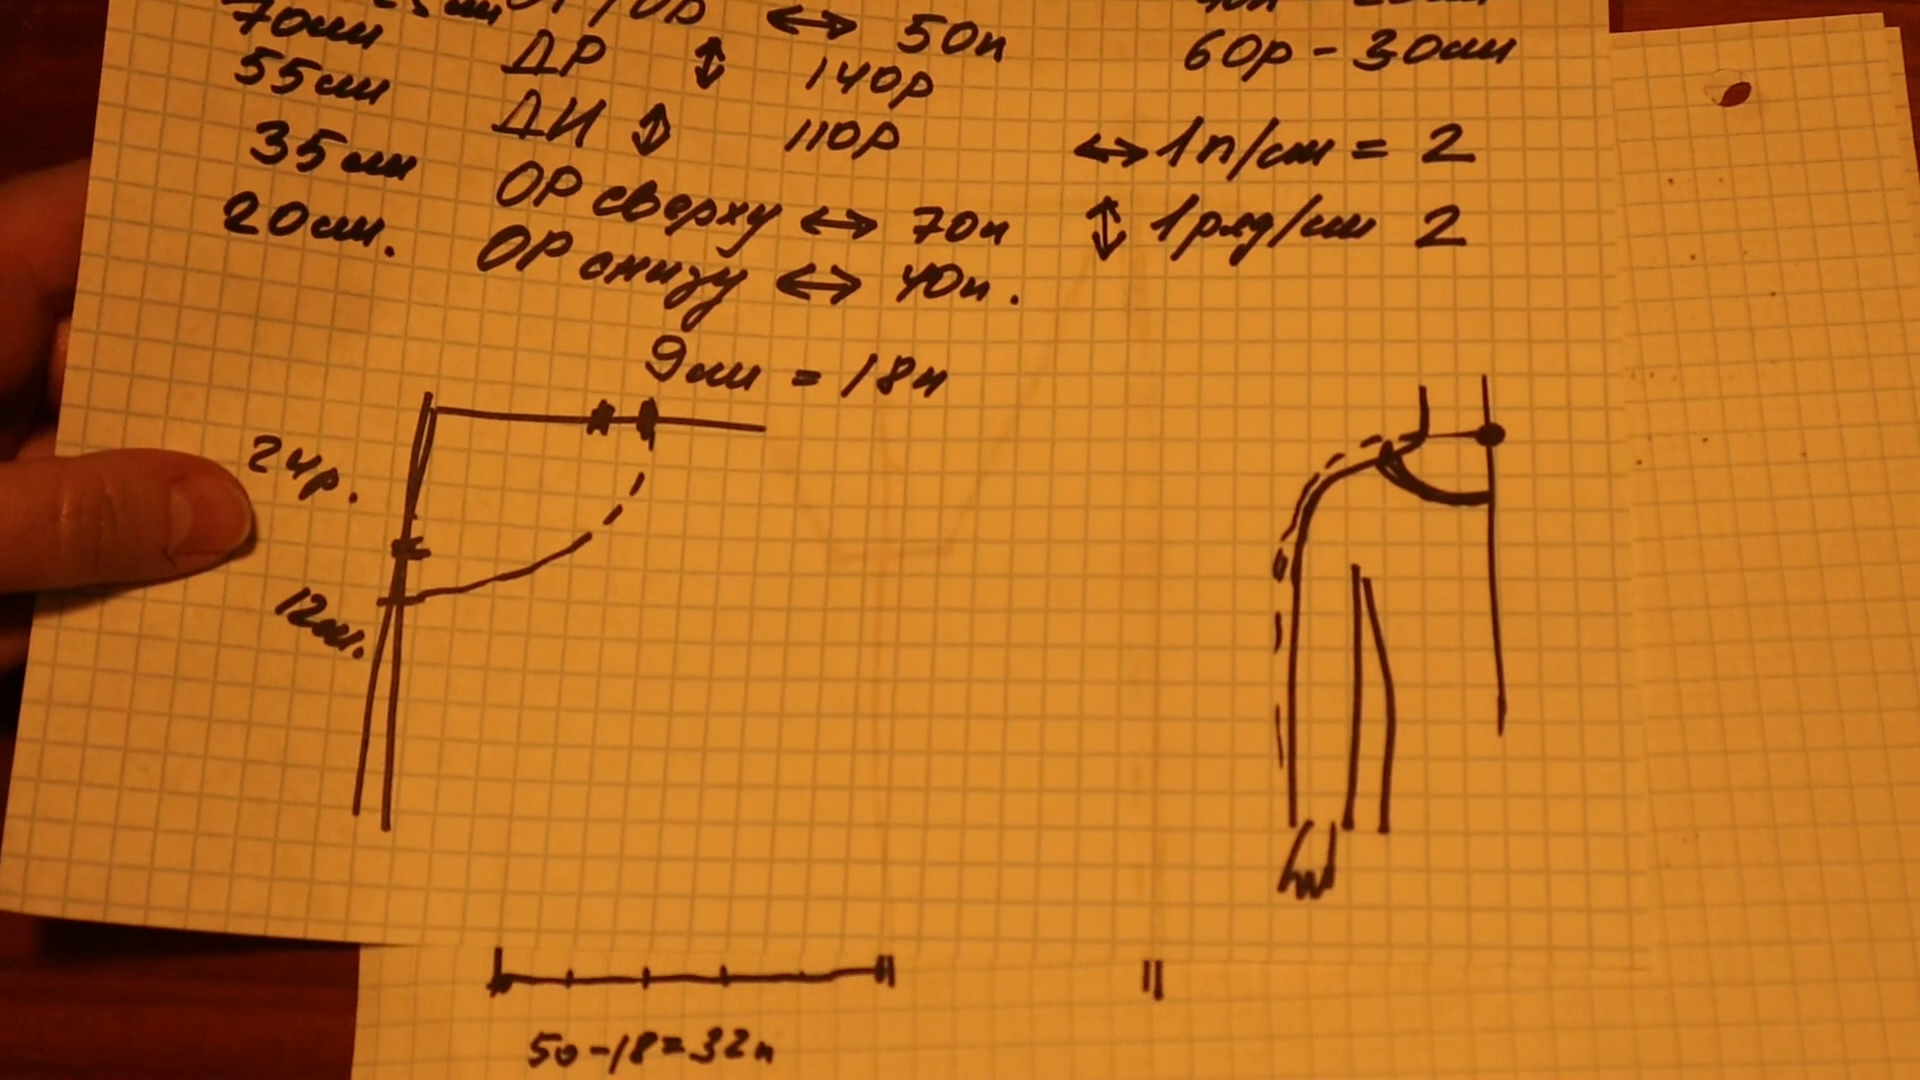 70см ↔ 50п
60р - 30см
55см ДР ↕ 140р
ДИ ↕ 110р
↔ 1п/см = 2
35см ОР сверху ↔ 70п
↕ 1ряд/см 2
20см. ОР снизу ↔ 40п.
9см = 18п
24р.
12см.
50-18=32п